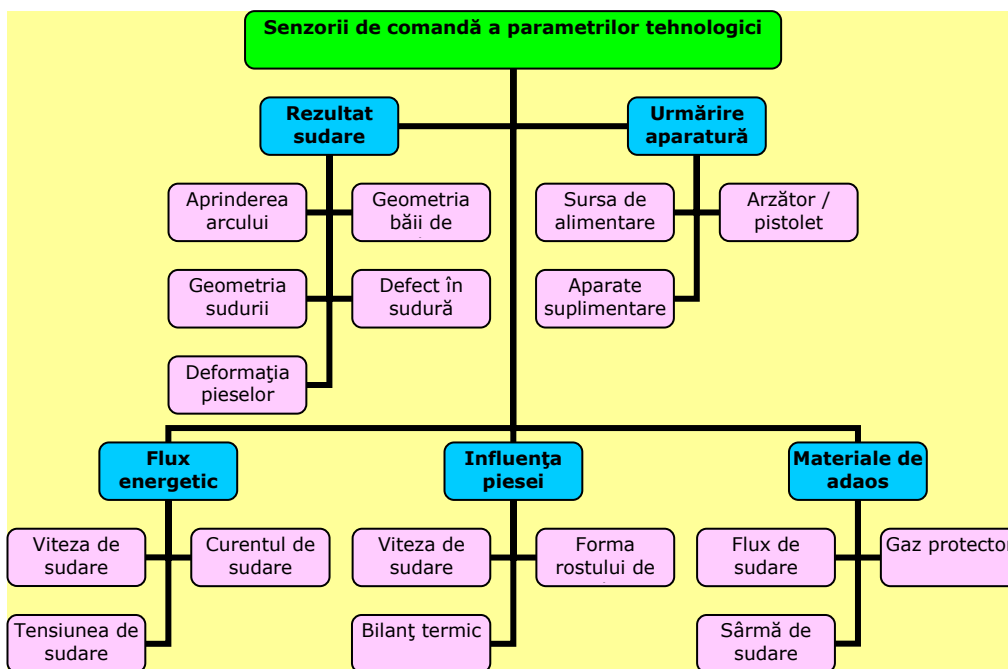 Senzorii de comandă a parametrilor tehnologici
Rezultat
sudare
Urmărire
aparatură
Aprinderea
arcului
Geometria
băii de
Sursa de
alimentare
Arzător /
pistolet
Geometria
sudurii
Defect în
sudură
Aparate
suplimentare
Deformaţia
pieselor
Flux
energetic
Influenţa
piesei
Materiale de
adaos
Viteza de
sudare
Curentul de
sudare
Viteza de
sudare
Forma
rostului de
Flux de
sudare
Gaz protector
Tensiunea de
sudare
Bilanţ termic
Sârmă de
sudare